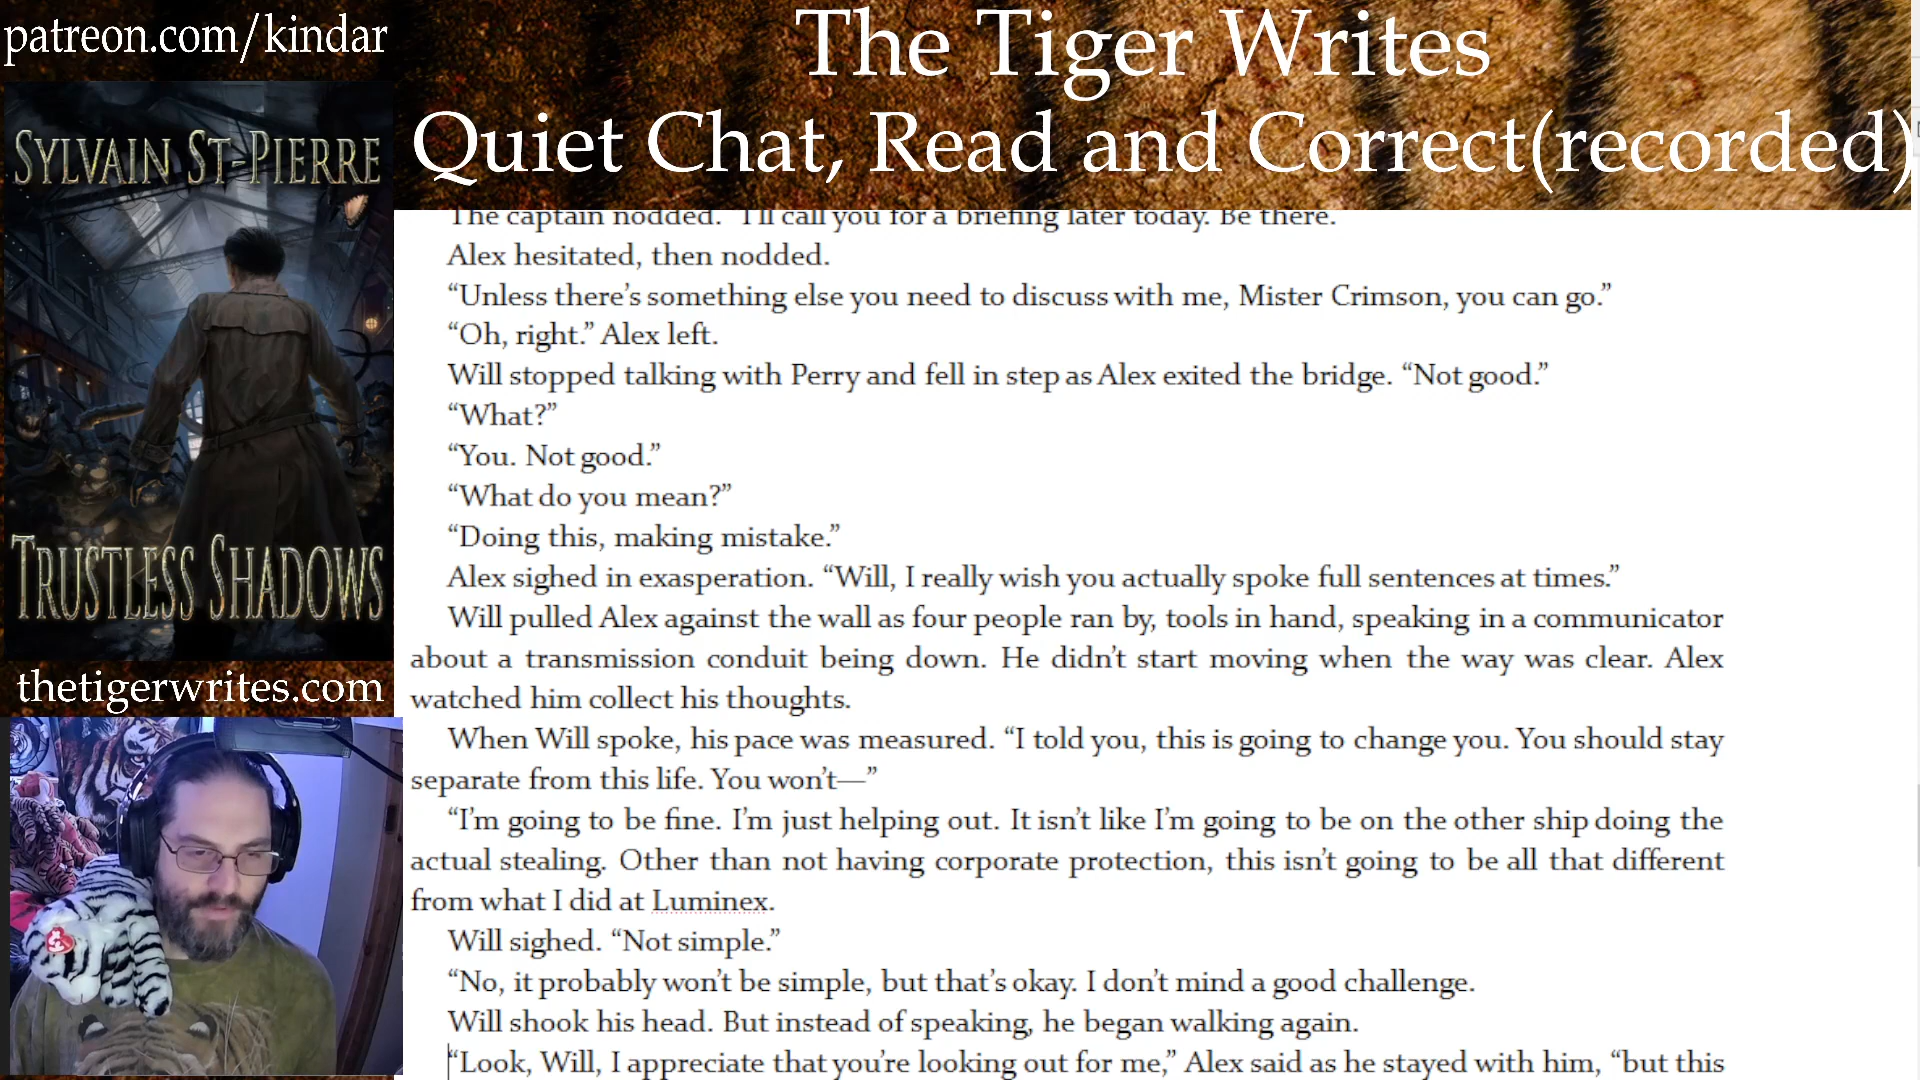 patreon.com/kindar
The Tiger Writes
Quiet Chat, Read and Correct(recorded)
SYLVAIN ST-PIERRE
TRUSTLESS SHADOWS
thetigerwrites.com
The captain nodded. “I’ll call you for a briefing later today. Be there.
Alex hesitated, then nodded.
“Unless there’s something else you need to discuss with me, Mister Crimson, you can go.”
“Oh, right.” Alex left.
Will stopped talking with Perry and fell in step as Alex exited the bridge. “Not good.”
“What?”
“You. Not good.”
“What do you mean?”
“Doing this, making mistake.”
Alex sighed in exasperation. “Will, I really wish you actually spoke full sentences at times.”
Will pulled Alex against the wall as four people ran by, tools in hand, speaking in a communicator
about a transmission conduit being down. He didn’t start moving when the way was clear. Alex
watched him collect his thoughts.
When Will spoke, his pace was measured. “I told you, this is going to change you. You should stay
separate from this life. You won’t—”
“I’m going to be fine. I’m just helping out. It isn’t like I’m going to be on the other ship doing the
actual stealing. Other than not having corporate protection, this isn’t going to be all that different
from what I did at Luminex.
Will sighed. “Not simple.”
“No, it probably won’t be simple, but that’s okay. I don’t mind a good challenge.
Will shook his head. But instead of speaking, he began walking again.
“Look, Will, I appreciate that you’re looking out for me,” Alex said as he stayed with him, “but this